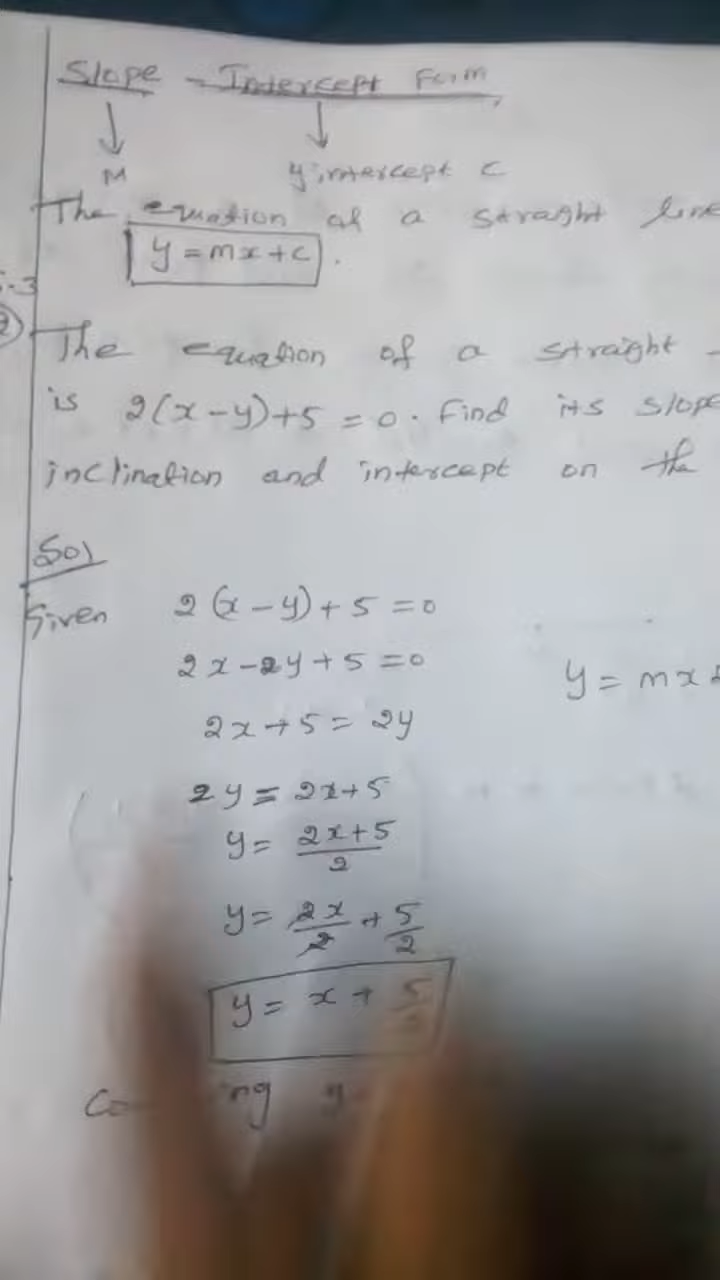 Slope - Intercept Form
M y intercept c
The equation of a straght line
y = mx + c .
The equation of a straight
is 2(x-y)+5 = 0. Find its slope
inclination and intercept on the
Sol
Given 2(x-y)+5 = 0
2x-2y+5 = 0
y = mx
2x+5 = 2y
2y = 2x+5
y = 2x+5/2
y = 2x/2 + 5/2
y = x + 5
y